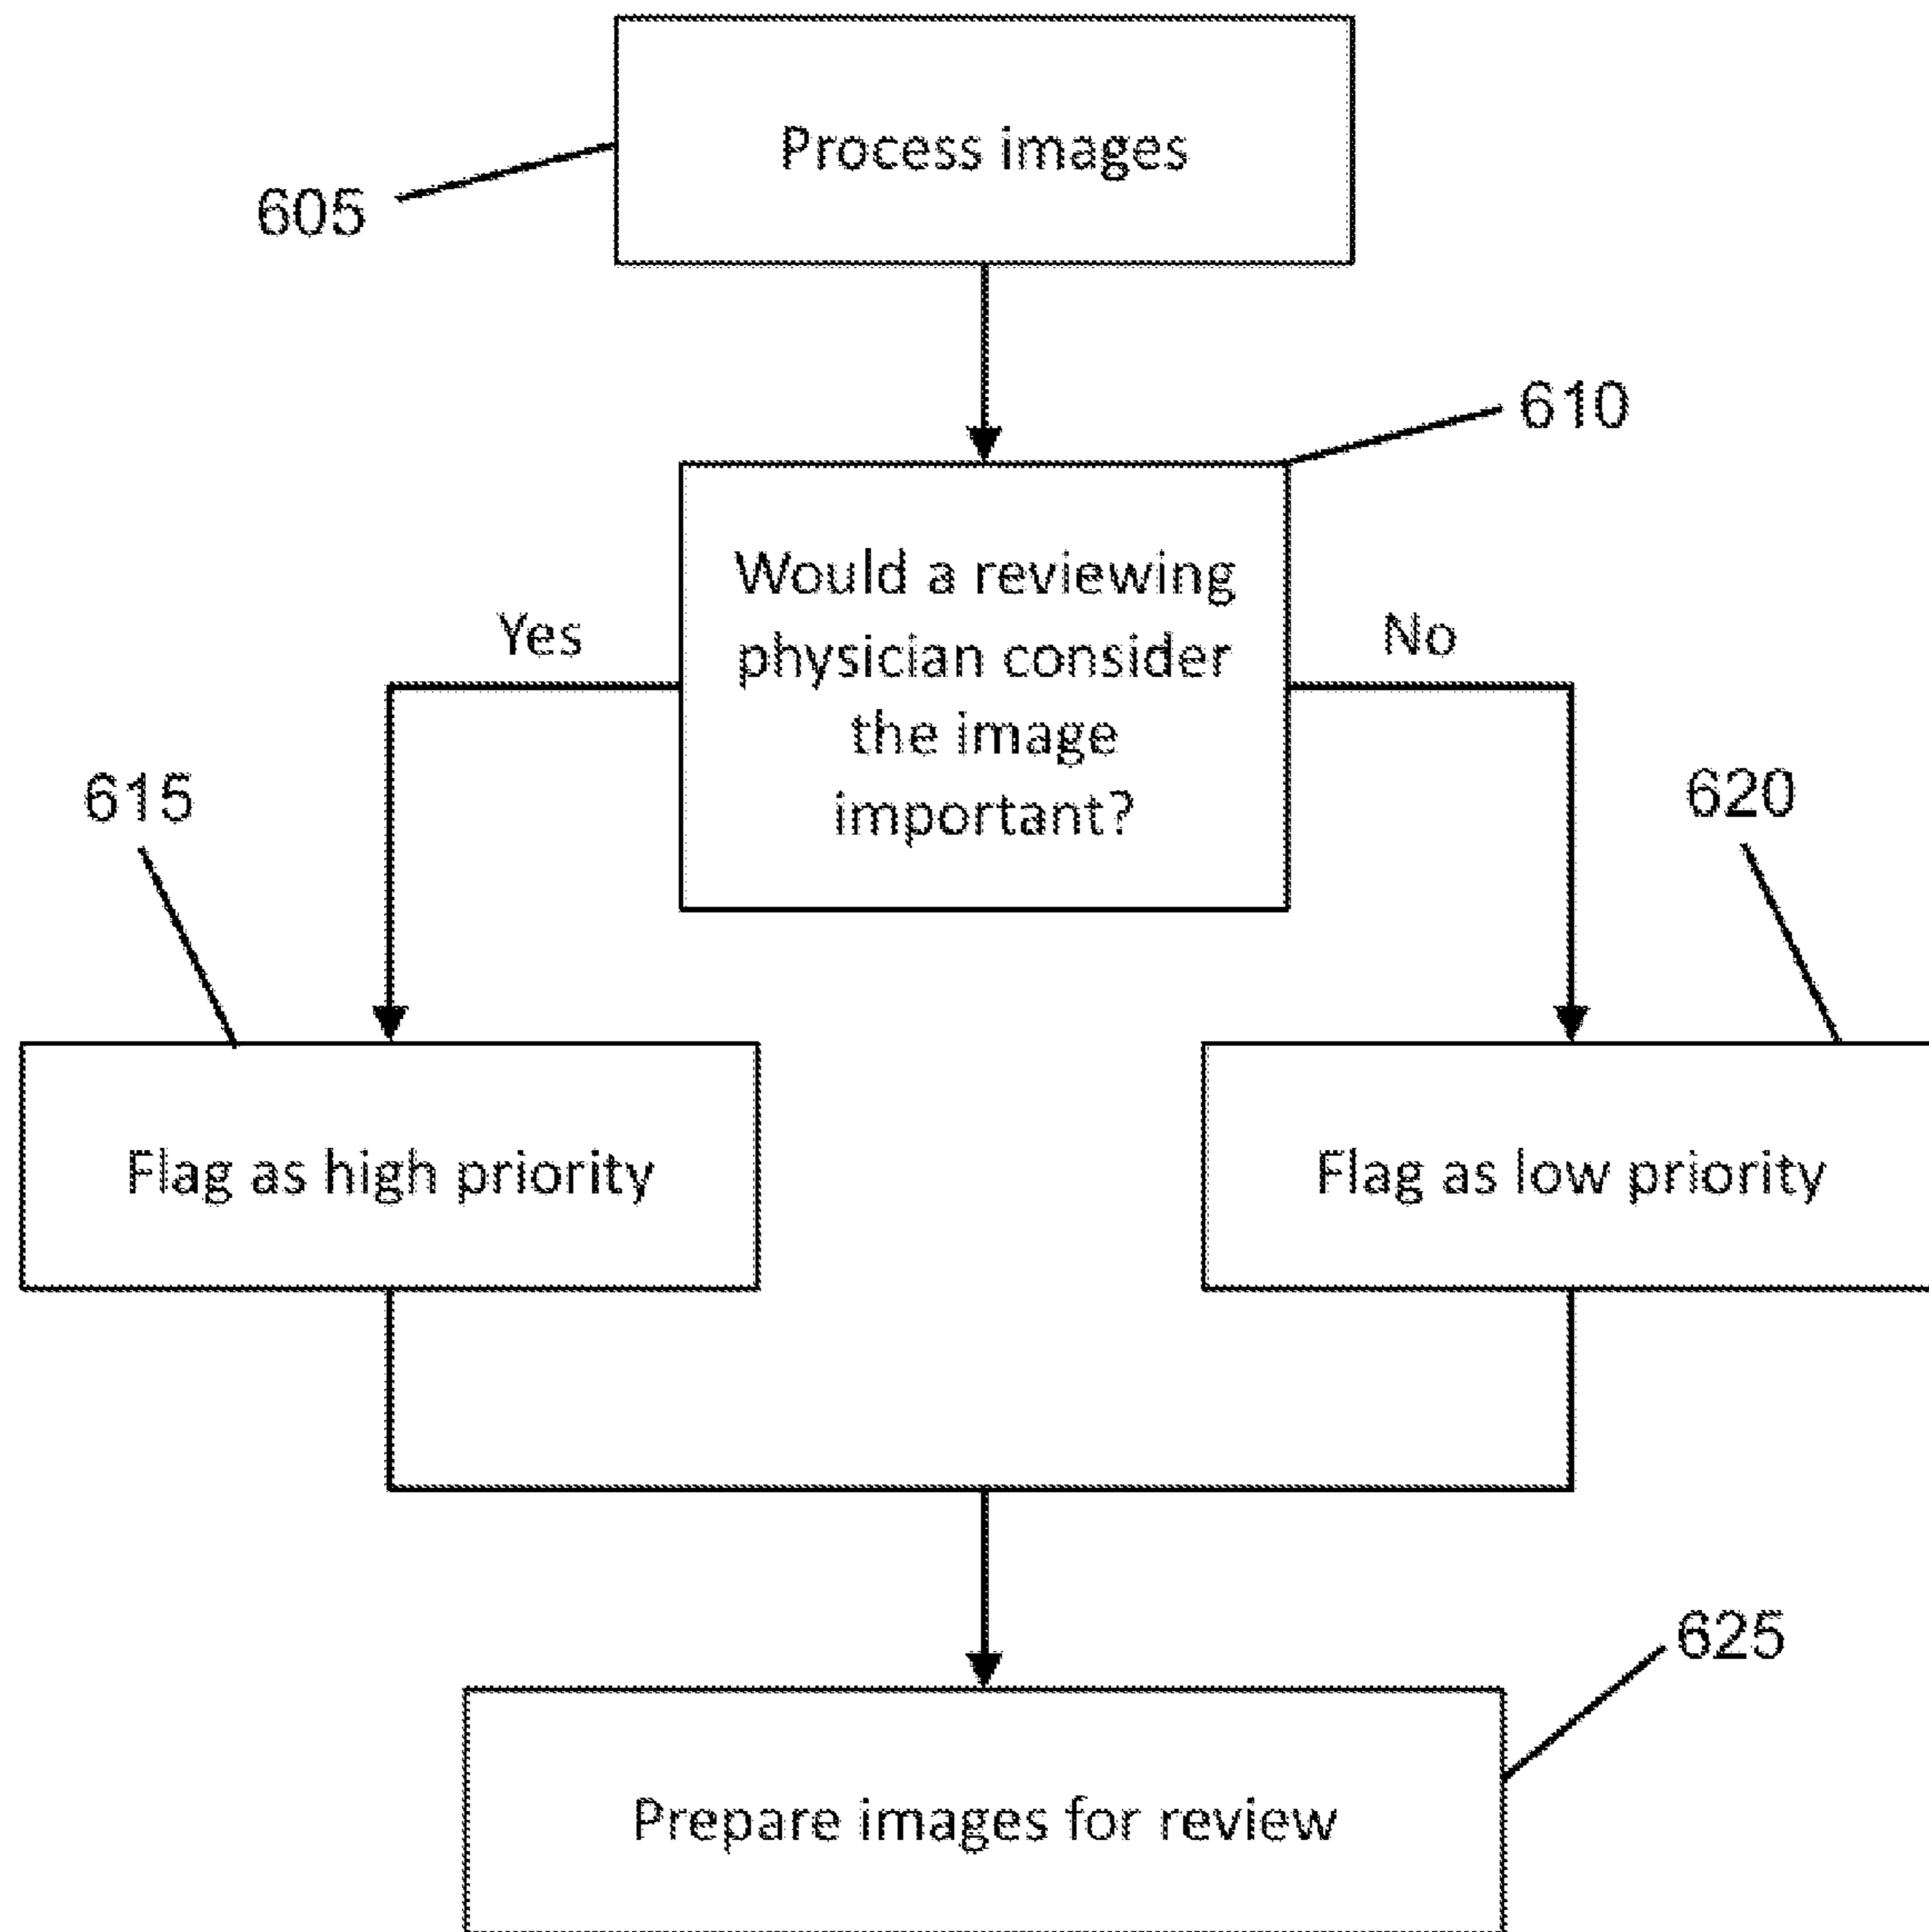 Process images
605
610
Would a reviewing
physician consider
the image
important?
Yes
No
615
620
Flag as high priority
Flag as low priority
625
Prepare images for review